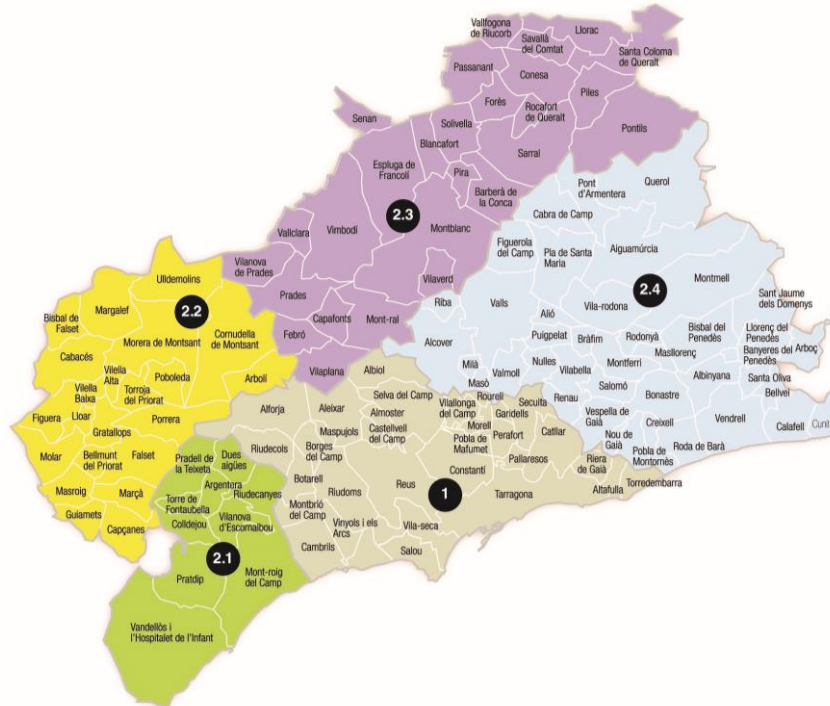 Vallfogona
de Riucorb
Llorac
Savallà
del Comtat
Santa Coloma
de Queralt
Passanant
Conesa
Piles
Forès
Rocafort
de Queralt
Senan
Solivella
Blancafort
Pontils
Sarral
Espluga de
Francolí
Pira
Barberà de
la Conca
2.3
Montblanc
Vallclara
Vimbodí
Vilanova
de Prades
Vilaverd
Prades
Capafonts
Mont-ral
Febró
Vilaplana
Pont
d'Armentera
Querol
Cabra de Camp
Figuerola
del Camp
Pla de Santa
Maria
Aiguamúrcia
2.4
Montmell
Sant Jaume
dels Domenys
Riba
Valls
Alió
Vila-rodona
Alcover
Puigpelat
Bràfim
Rodonyà
Bisbal del
Penedès
Llorenç del
Penedès
Banyeres del
Penedès
Arboç
Masllorenç
Milà
Valmoll
Nulles
Vilabella
Montferri
Albinyana
Santa Oliva
Masò
Salomó
Bonastre
Bellvei
Rourell
Renau
Vespella de
Gaià
Creixell
Vendrell
Calafell
Nou de
Gaià
Pobla de
Montornès
Roda de Barà
Ulldemolins
2.2
Bisbal de
Falset
Margalef
Cornudella
de Montsant
Morera de Montsant
Cabacés
Vilella
Alta
Poboleda
Arbolí
Vilella
Baixa
Torroja
del Priorat
Figuera
Lloar
Porrera
Gratallops
Molar
Bellmunt
del Priorat
Falset
Masroig
Marçà
Guiamets
Capçanes
Albiol
Selva del Camp
Alforja
Aleixar
Almoster
Vilallonga
del Camp
Garidells
Secuita
Maspujols
Castellvell
del Camp
Morell
Perafort
Catllar
Riudecols
Borges
del Camp
Pobla de
Mafumet
Pallaresos
Riera
de Gaià
Botarell
Reus
Constantí
Torredembarra
Altafulla
Riudoms
1
Tarragona
Montbrió
del Camp
Vinyols i els
Arcs
Vila-seca
Cambrils
Salou
Pradell de
la Teixeta
Dues
aigües
Argentera
Riudecanyes
Torre de
Fontaubella
Colldejou
Vilanova
d'Escornalbou
2.1
Pratdip
Mont-roig
del Camp
Vandellòs i
l'Hospitalet de l'Infant